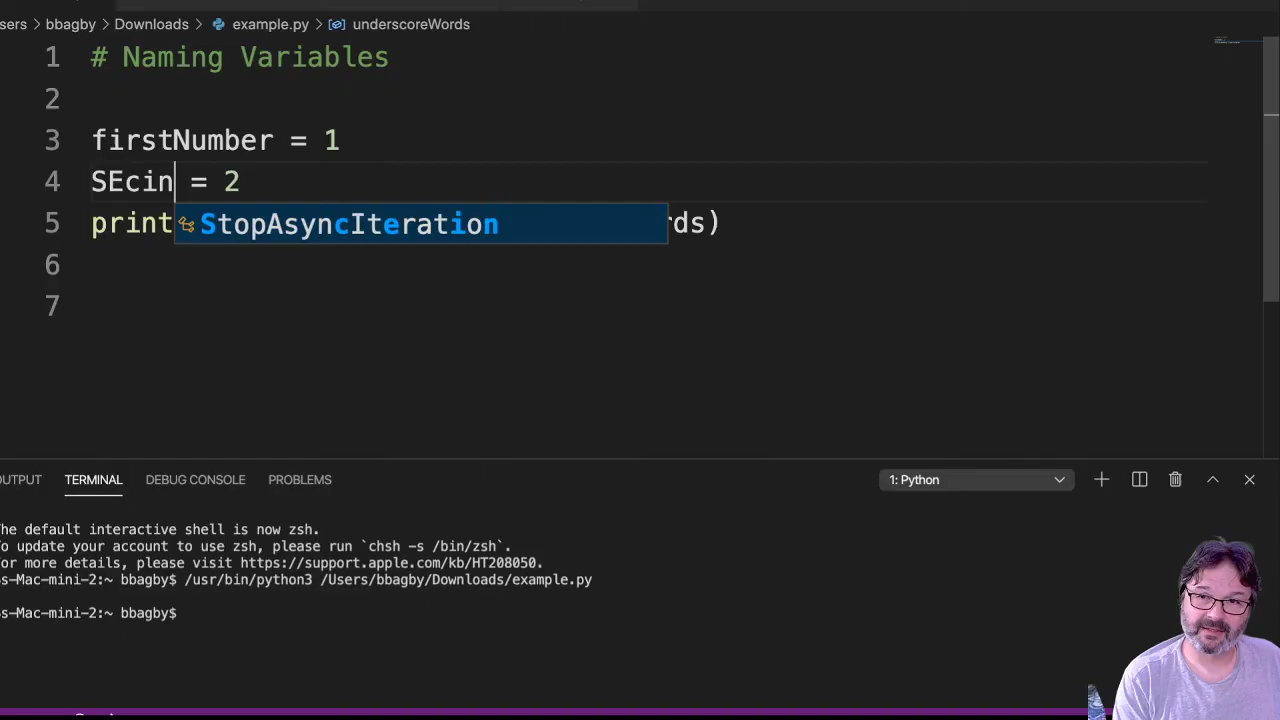 sers > bbagby > Downloads > example.py > underscoreWords
1 # Naming Variables
2
3 firstNumber = 1
4 SEcin = 2
StopAsyncIteration
5 print rds)
6
7
OUTPUT TERMINAL DEBUG CONSOLE PROBLEMS 1: Python
The default interactive shell is now zsh.
To update your account to use zsh, please run `chsh -s /bin/zsh`.
For more details, please visit https://support.apple.com/kb/HT208050.
s-Mac-mini-2:~ bbagby$ /usr/bin/python3 /Users/bbagby/Downloads/example.py
s-Mac-mini-2:~ bbagby$